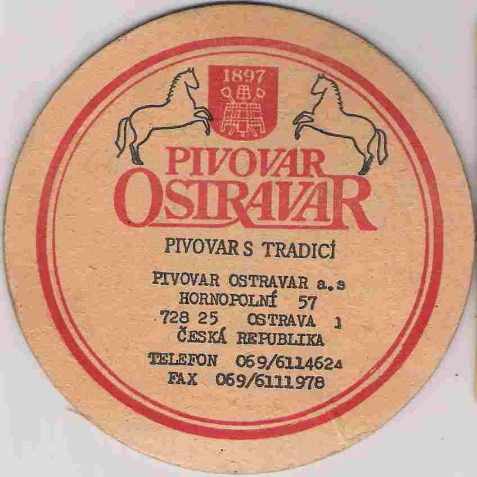 1897
PIVOVAR
OSTRAVAR
PIVOVAR S TRADICÍ
PIVOVAR OSTRAVAR a.s
HORNOPOLNÍ 57
728 25 OSTRAVA 1
ČESKÁ REPUBLIKA
TELEFON 069/6114624
FAX 069/6111978